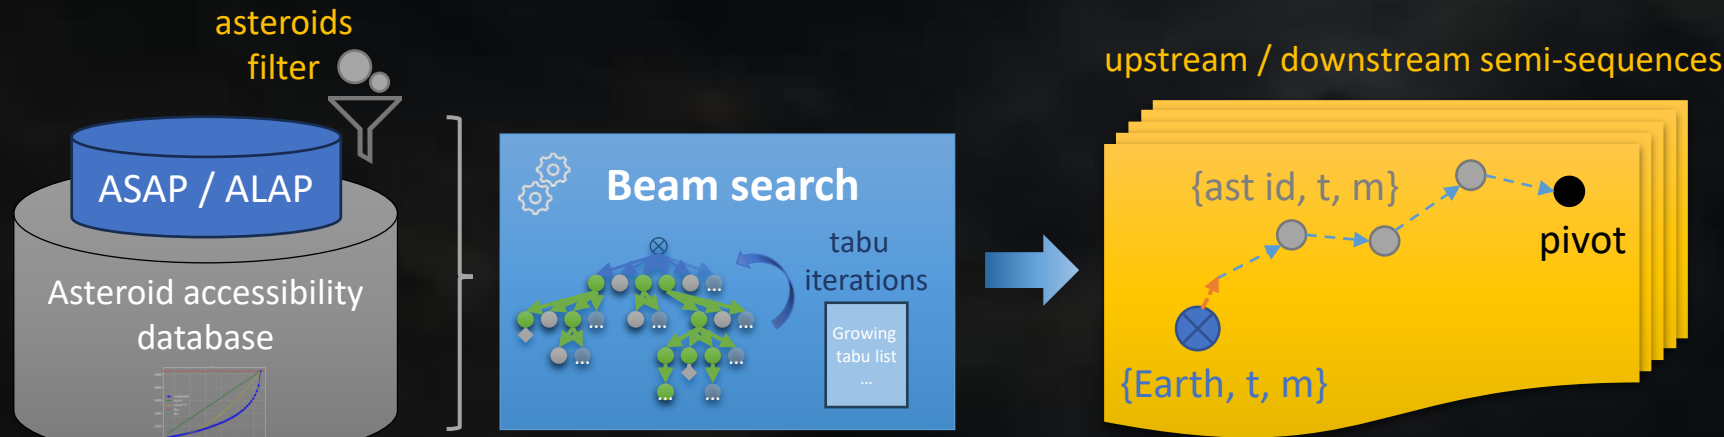 asteroids
filter
ASAP / ALAP
Asteroid accessibility
database
Beam search
tabu
iterations
Growing
tabu list
...
...
...
...
...
...
...
...
...
upstream / downstream semi-sequences
{ast id, t, m}
pivot
{Earth, t, m}